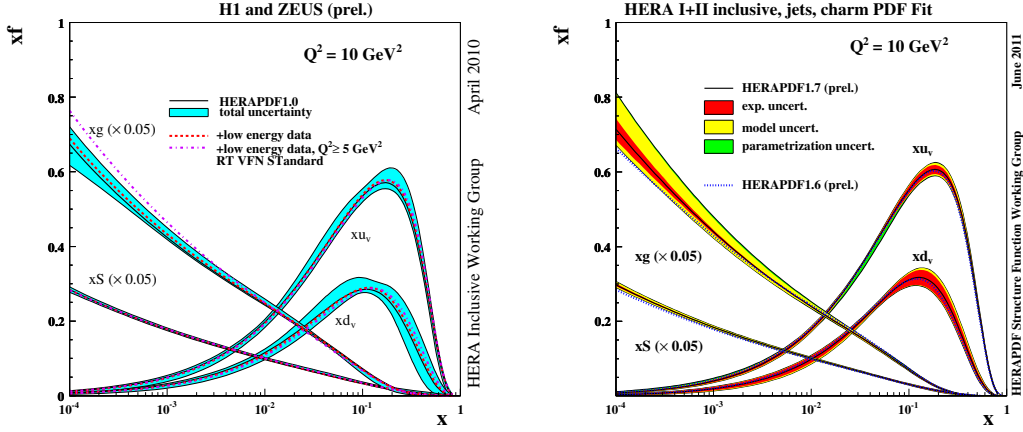 H1 and ZEUS (prel.)
xf
Q² = 10 GeV²
April 2010
HERA Inclusive Working Group
HERAPDF1.0
total uncertainty
+low energy data
+low energy data, Q²≥ 5 GeV²
RT VFN Standard
xg (× 0.05)
xS (× 0.05)
xuᵥ
xdᵥ
1
0.8
0.6
0.4
0.2
0
10⁻⁴
10⁻³
10⁻²
10⁻¹
1
x
HERA I+II inclusive, jets, charm PDF Fit
xf
Q² = 10 GeV²
June 2011
HERAPDF Structure Function Working Group
HERAPDF1.7 (prel.)
exp. uncert.
model uncert.
parametrization uncert.
HERAPDF1.6 (prel.)
xuᵥ
xdᵥ
xg (× 0.05)
xS (× 0.05)
1
0.8
0.6
0.4
0.2
0
10⁻⁴
10⁻³
10⁻²
10⁻¹
1
x